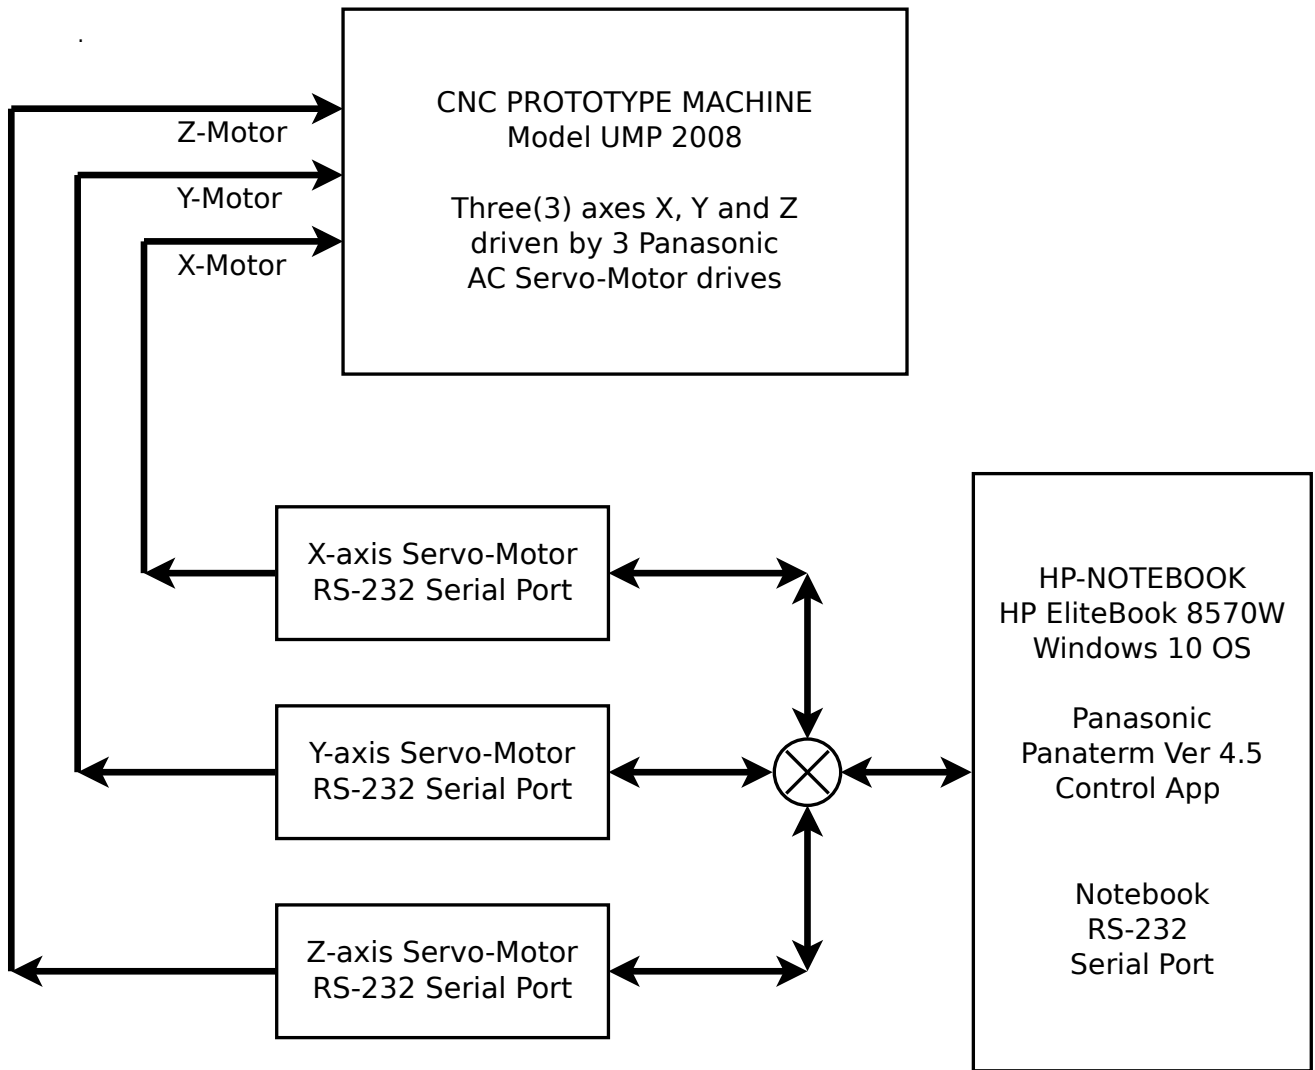 CNC PROTOTYPE MACHINE
Model UMP 2008
Three(3) axes X, Y and Z
driven by 3 Panasonic
AC Servo-Motor drives
Z-Motor
Y-Motor
X-Motor
X-axis Servo-Motor
RS-232 Serial Port
Y-axis Servo-Motor
RS-232 Serial Port
Z-axis Servo-Motor
RS-232 Serial Port
HP-NOTEBOOK
HP EliteBook 8570W
Windows 10 OS
Panasonic
Panaterm Ver 4.5
Control App
Notebook
RS-232
Serial Port